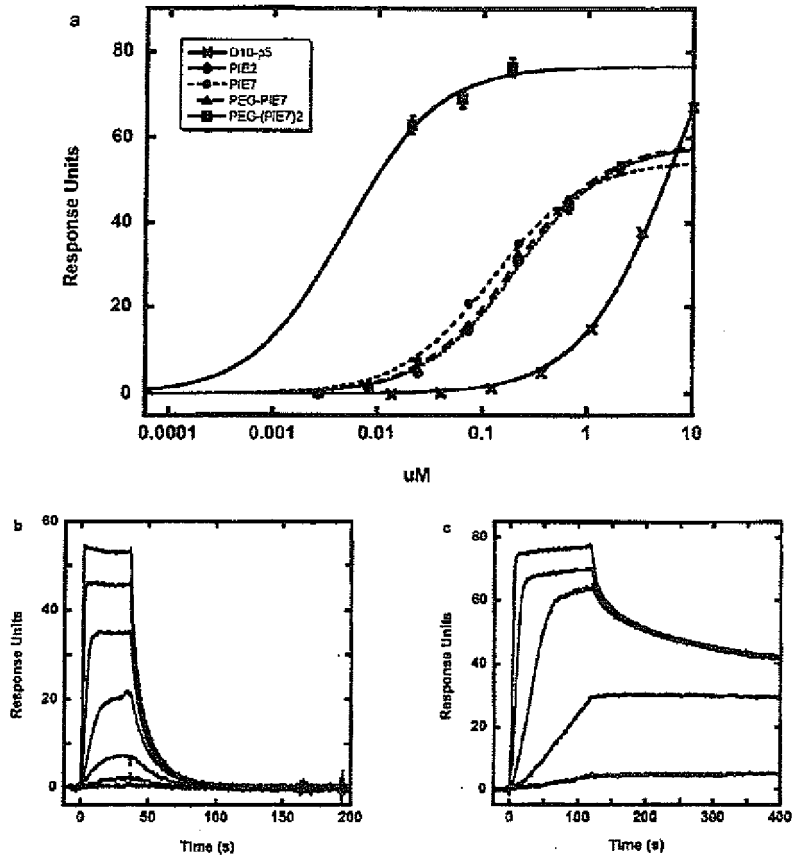 a
80
60
40
20
0
Response Units
D10-p5
PIE2
PIE7
PEG-PIE7
PEG-(PIE7)2
0.0001
0.001
0.01
0.1
1
10
uM
b
60
40
20
0
Response Units
0
50
100
150
200
Time (s)
c
80
60
40
20
0
Response Units
0
100
200
300
400
Time (s)